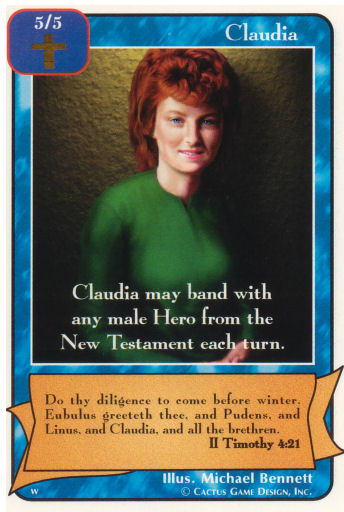 5/5
Claudia
Claudia may band with
any male Hero from the
New Testament each turn.
Do thy diligence to come before winter.
Eubulus greeteth thee, and Pudens, and
Linus, and Claudia, and all the brethren.
II Timothy 4:21
Illus. Michael Bennett
W
© Cactus Game Design, Inc.